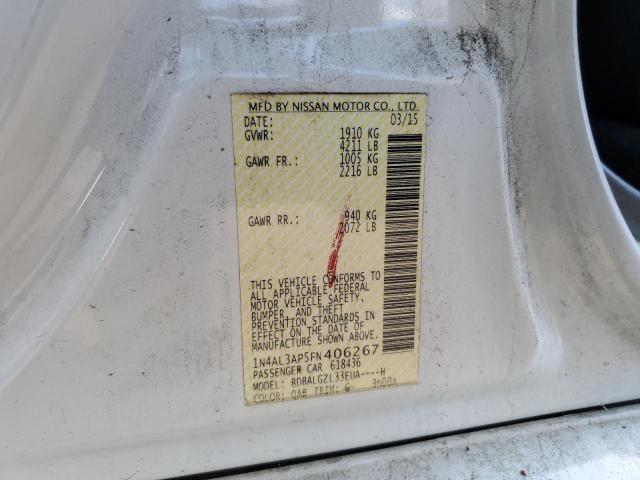 MFD BY NISSAN MOTOR CO., LTD.
DATE: 03/15
GVWR: 1910 KG
4211 LB
GAWR FR.: 1005 KG
2216 LB
GAWR RR.: 940 KG
2072 LB
THIS VEHICLE CONFORMS TO
ALL APPLICABLE FEDERAL
MOTOR VEHICLE SAFETY,
BUMPER, AND THEFT
PREVENTION STANDARDS IN
EFFECT ON THE DATE OF
MANUFACTURE SHOWN ABOVE.
1N4AL3AP5FN406267
PASSENGER CAR 618436
MODEL: BDBALGZL33EUA----H
COLOR: QAB TRIM: G